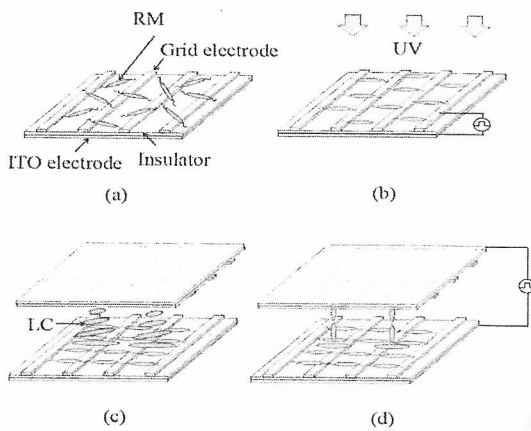 RM
Grid electrode
ITO electrode
Insulator
(a)
UV
(b)
LC
(c)
(d)